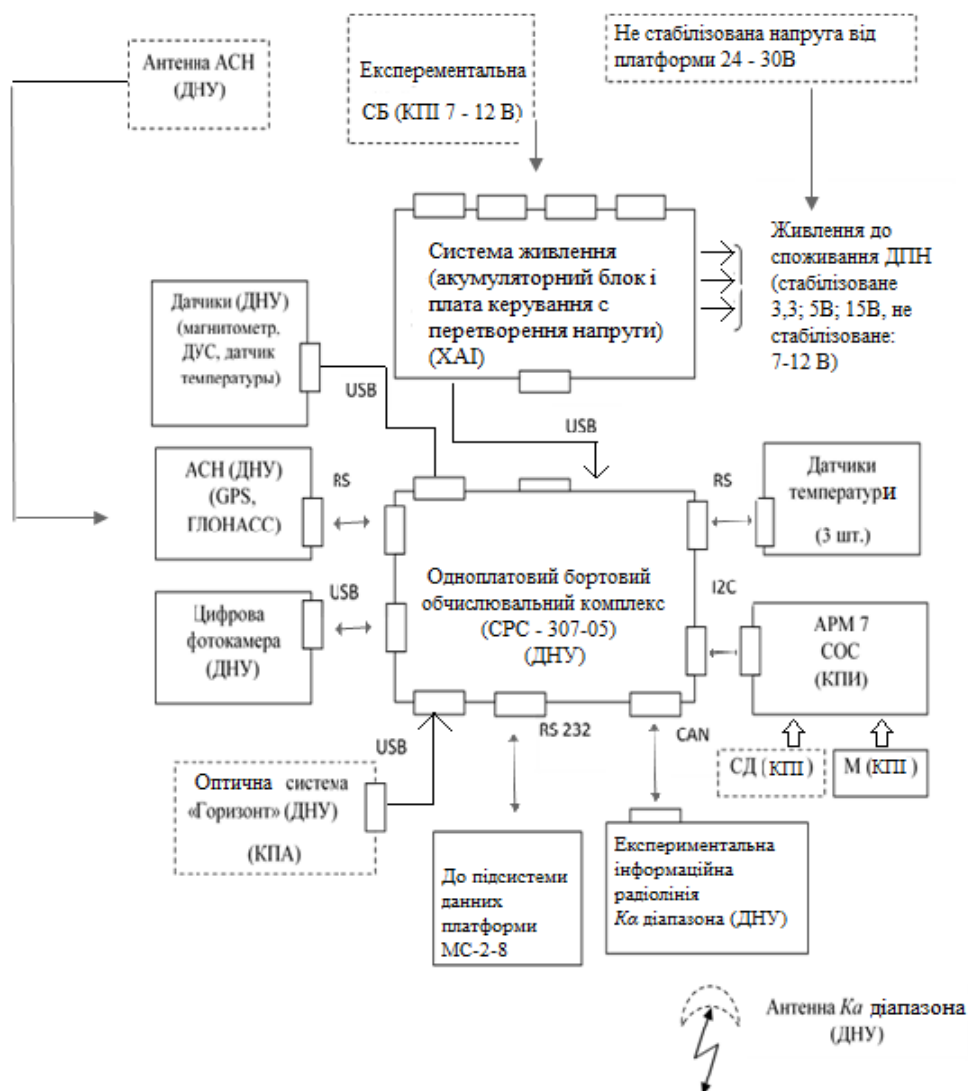 Антенна АСН
(ДНУ)
Експерементальна
СБ (КПІ 7 - 12 В)
Не стабілізована напруга від
платформи 24 - 30В
Система живлення
(акумуляторний блок і
плата керування с
перетворення напруги)
(ХАІ)
Живлення до
споживання ДПН
(стабілізоване
3,3; 5В; 15В, не
стабілізоване:
7-12 В)
Датчики (ДНУ)
(магнитометр,
ДУС, датчик
температуры)
USB
USB
АСН (ДНУ)
(GPS,
ГЛОНАСС)
RS
RS
Датчики
температури
(3 шт.)
Одноплатовий бортовий
обчислювальний комплекс
(СРС - 307-05)
(ДНУ)
USB
I2C
Цифрова
фотокамера
(ДНУ)
АРМ 7
СОС
(КПИ)
USB
RS 232
CAN
СД (КПІ )
М (КПІ )
Оптична система
«Горизонт» (ДНУ)
(КПА)
До підсистеми
данних
платформи
МС-2-8
Експериментальна
інформаційна
радіолінія
Ка діапазона (ДНУ)
Антенна Ка діапазона
(ДНУ)